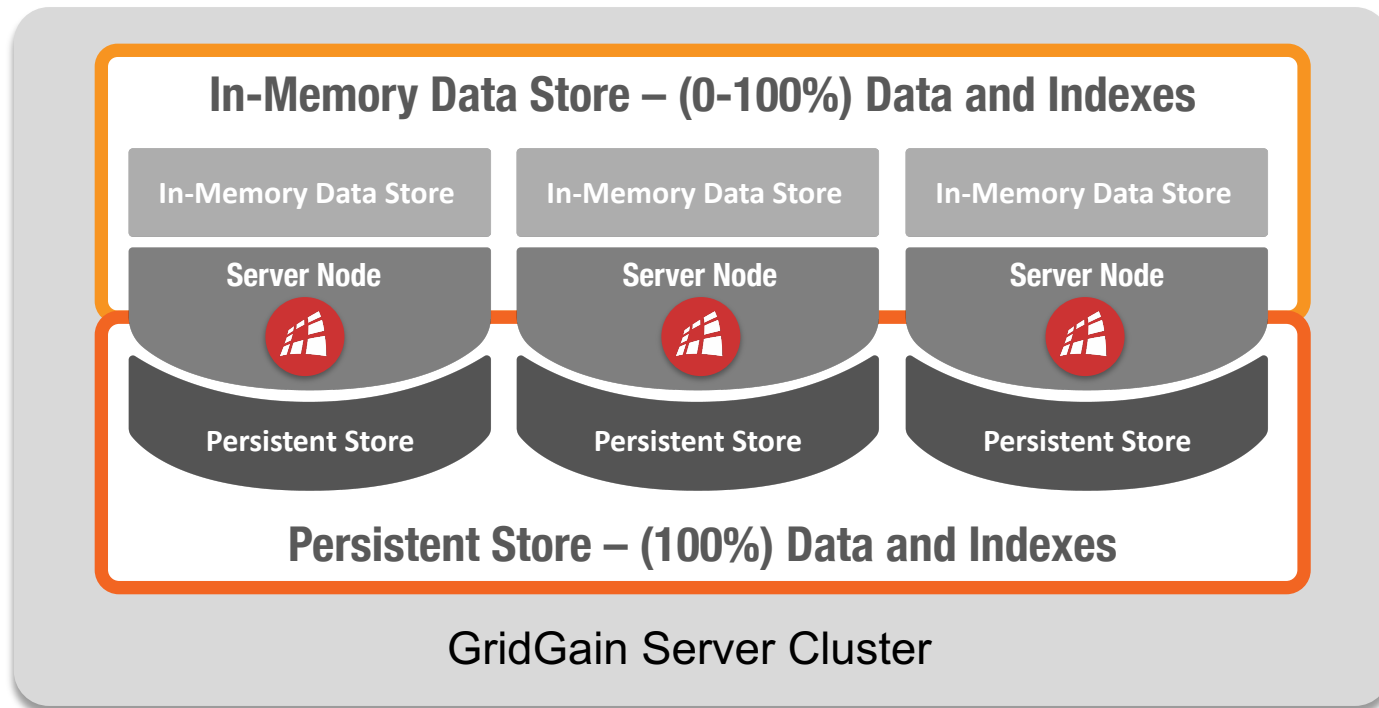 In-Memory Data Store – (0-100%) Data and Indexes
In-Memory Data Store
In-Memory Data Store
In-Memory Data Store
Server Node
Server Node
Server Node
Persistent Store
Persistent Store
Persistent Store
Persistent Store – (100%) Data and Indexes
GridGain Server Cluster